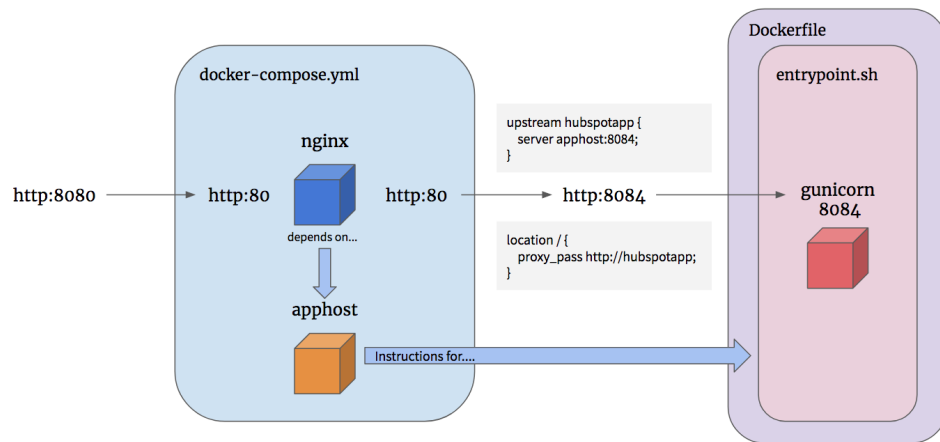 Dockerfile
docker-compose.yml
entrypoint.sh
upstream hubspotapp {
server apphost:8084;
}
nginx
http:8080
http:80
http:80
http:8084
gunicorn
8084
depends on...
location / {
proxy_pass http://hubspotapp;
}
apphost
Instructions for....